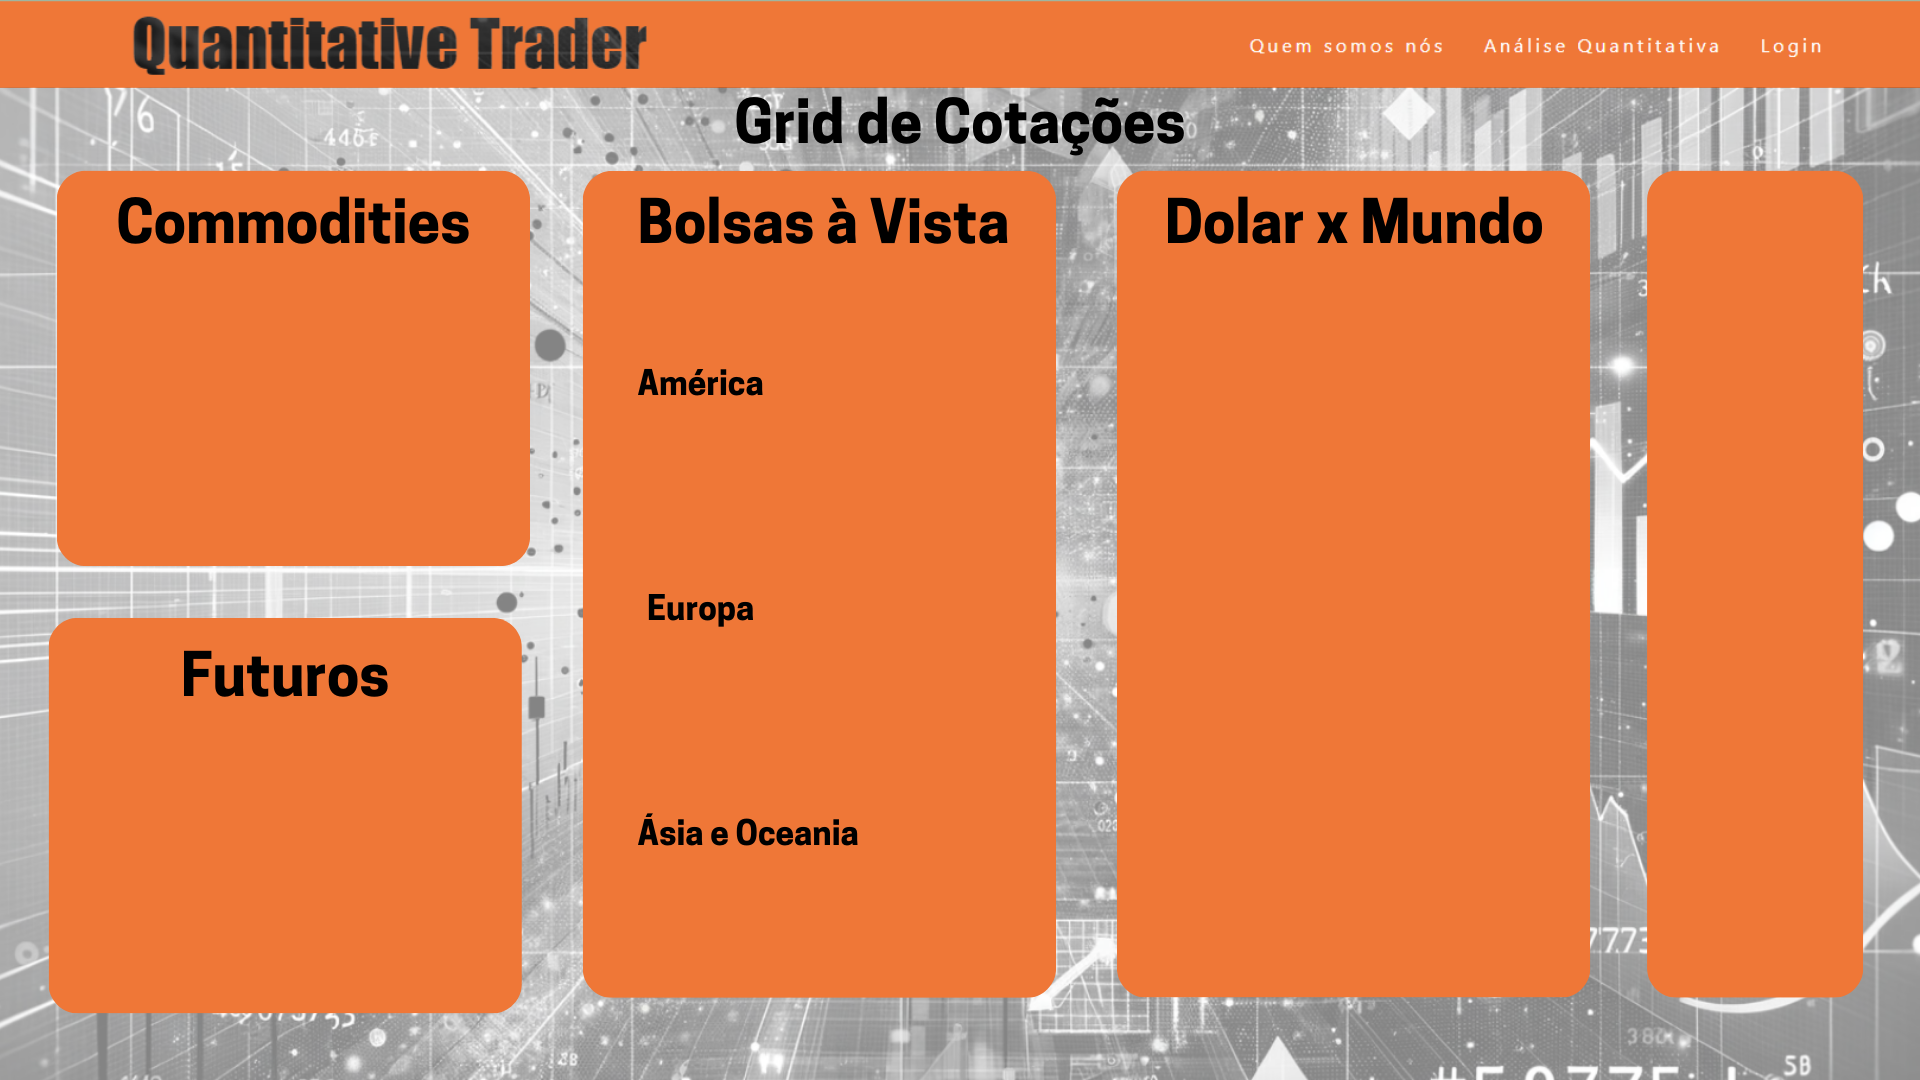 Quantitative Trader
Quem somos nós
Análise Quantitativa
Login
Grid de Cotações
Commodities
Bolsas à Vista
Dolar x Mundo
América
Europa
Futuros
Ásia e Oceania